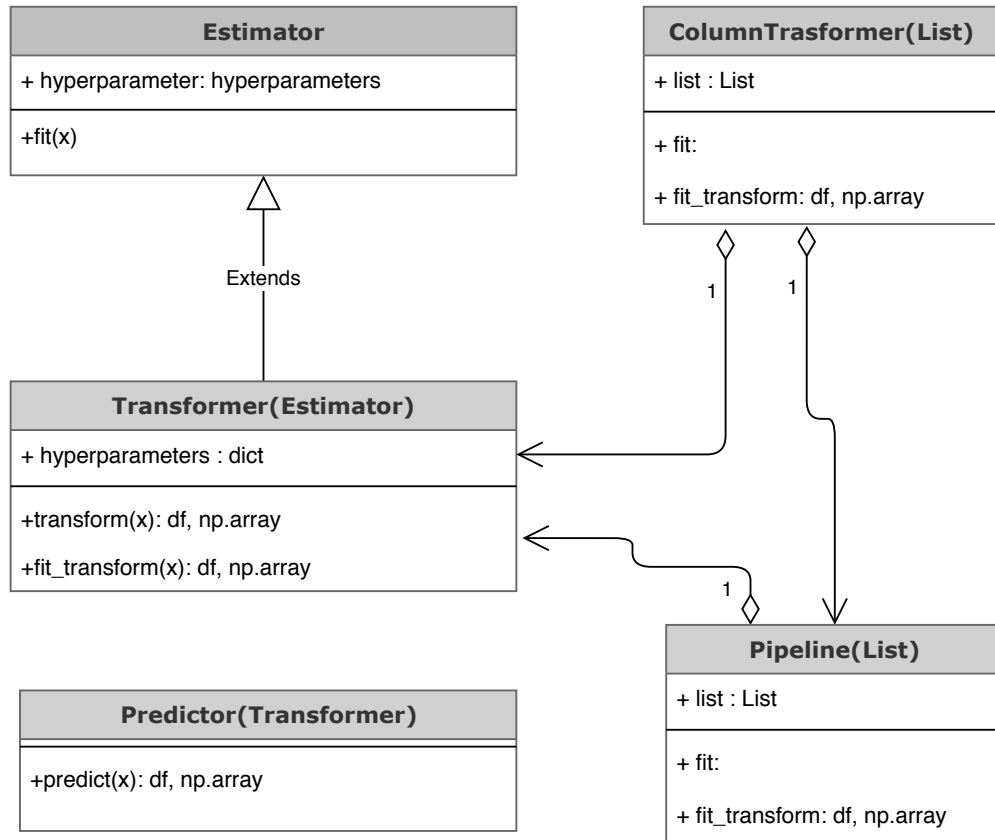 Estimator
+ hyperparameter: hyperparameters
+fit(x)
ColumnTrasformer(List)
+ list : List
+ fit:
+ fit_transform: df, np.array
Extends
1
1
Transformer(Estimator)
+ hyperparameters : dict
+transform(x): df, np.array
+fit_transform(x): df, np.array
1
Pipeline(List)
+ list : List
+ fit:
+ fit_transform: df, np.array
Predictor(Transformer)
+predict(x): df, np.array